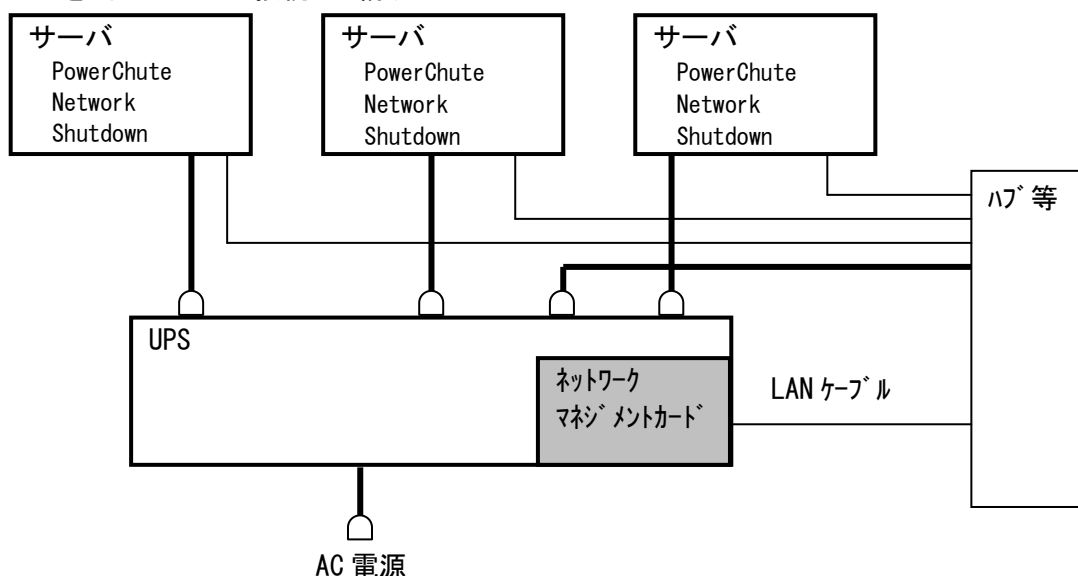 サーバ
PowerChute
Network
Shutdown
サーバ
PowerChute
Network
Shutdown
サーバ
PowerChute
Network
Shutdown
ﾊﾌﾞ等
UPS
ﾈｯﾄﾜｰｸ
ﾏﾈｼﾞﾒﾝﾄｶｰﾄﾞ
LAN ｹｰﾌﾞﾙ
AC 電源